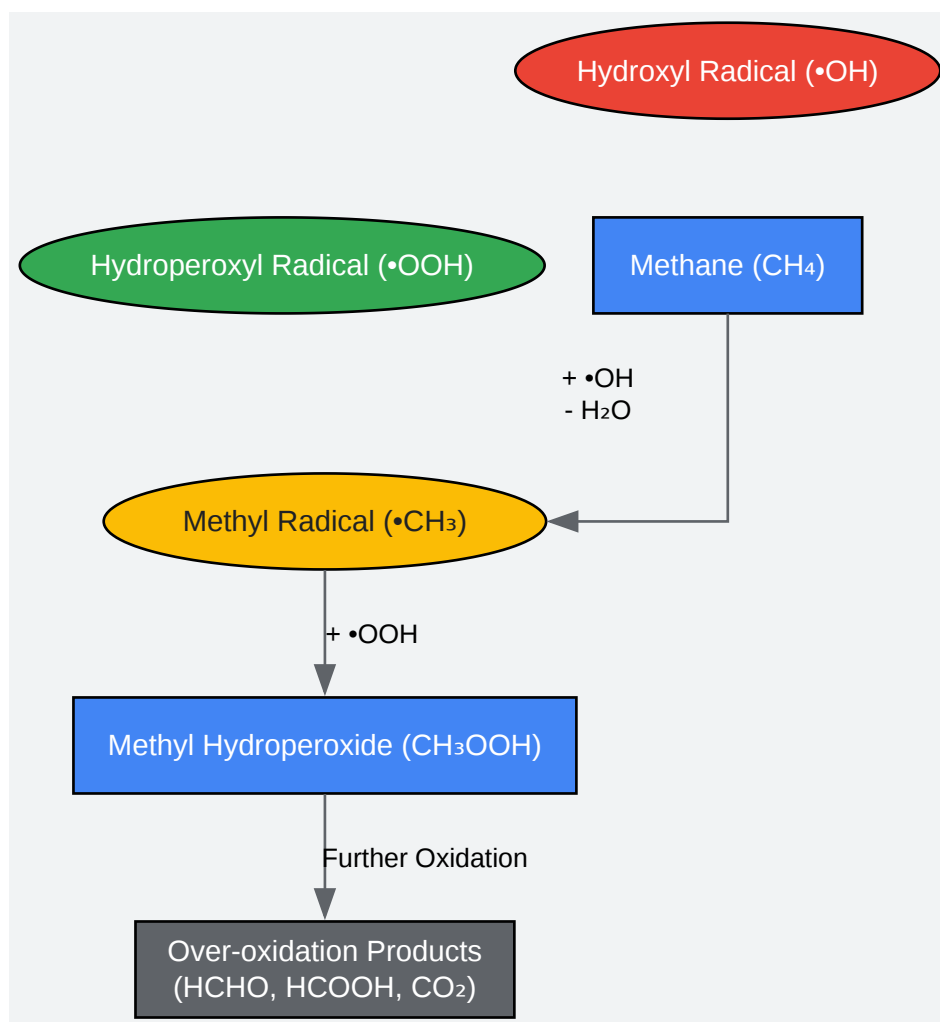 Hydroxyl Radical (•OH)
Hydroperoxyl Radical (•OOH)
Methane (CH₄)
+ •OH
- H₂O
Methyl Radical (•CH₃)
+ •OOH
Methyl Hydroperoxide (CH₃OOH)
Further Oxidation
Over-oxidation Products
(HCHO, HCOOH, CO₂)